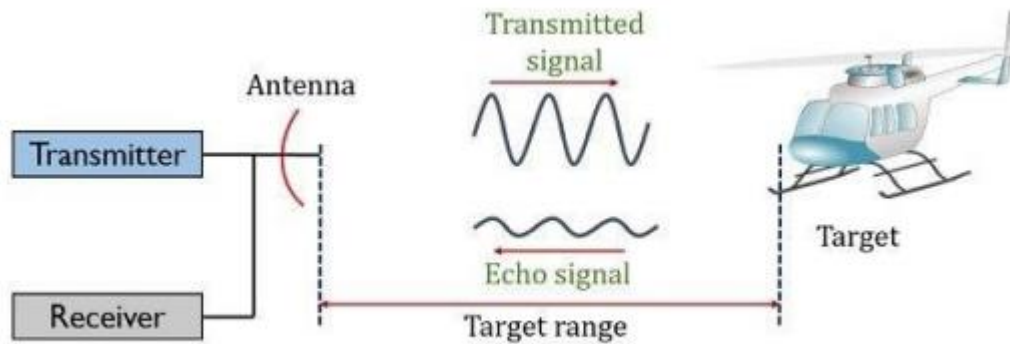 Transmitted
signal
Antenna
Transmitter
Target
Echo signal
Receiver
Target range